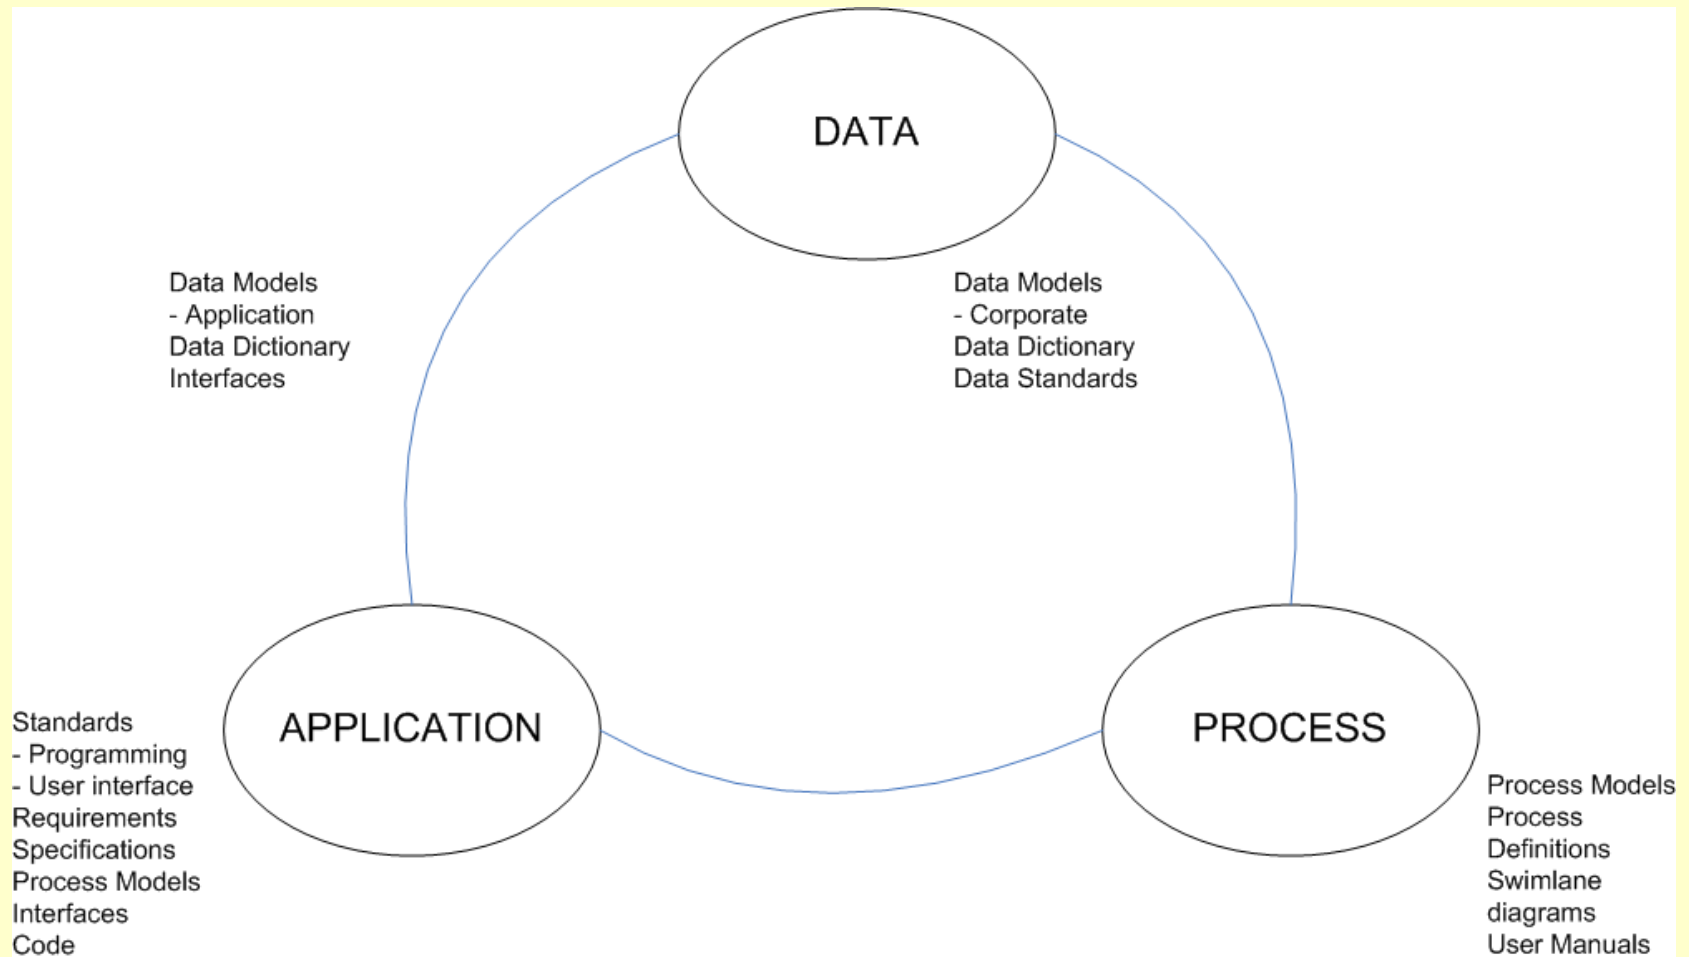 DATA
Data Models
- Application
Data Dictionary
Interfaces
Data Models
- Corporate
Data Dictionary
Data Standards
APPLICATION
PROCESS
Standards
- Programming
- User interface
Requirements
Specifications
Process Models
Interfaces
Code
Process Models
Process
Definitions
Swimlane
diagrams
User Manuals